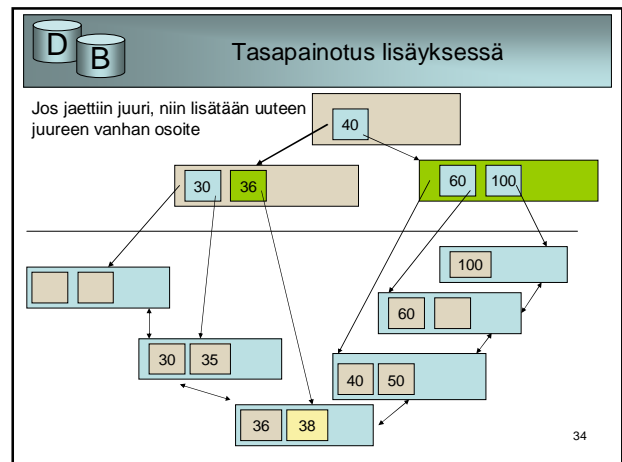 D
B
Tasapainotus lisäyksessä
Jos jaettiin juuri, niin lisätään uuteen
juureen vanhan osoite
40
30 36
60 100
100
60
30 35
40 50
36 38
34